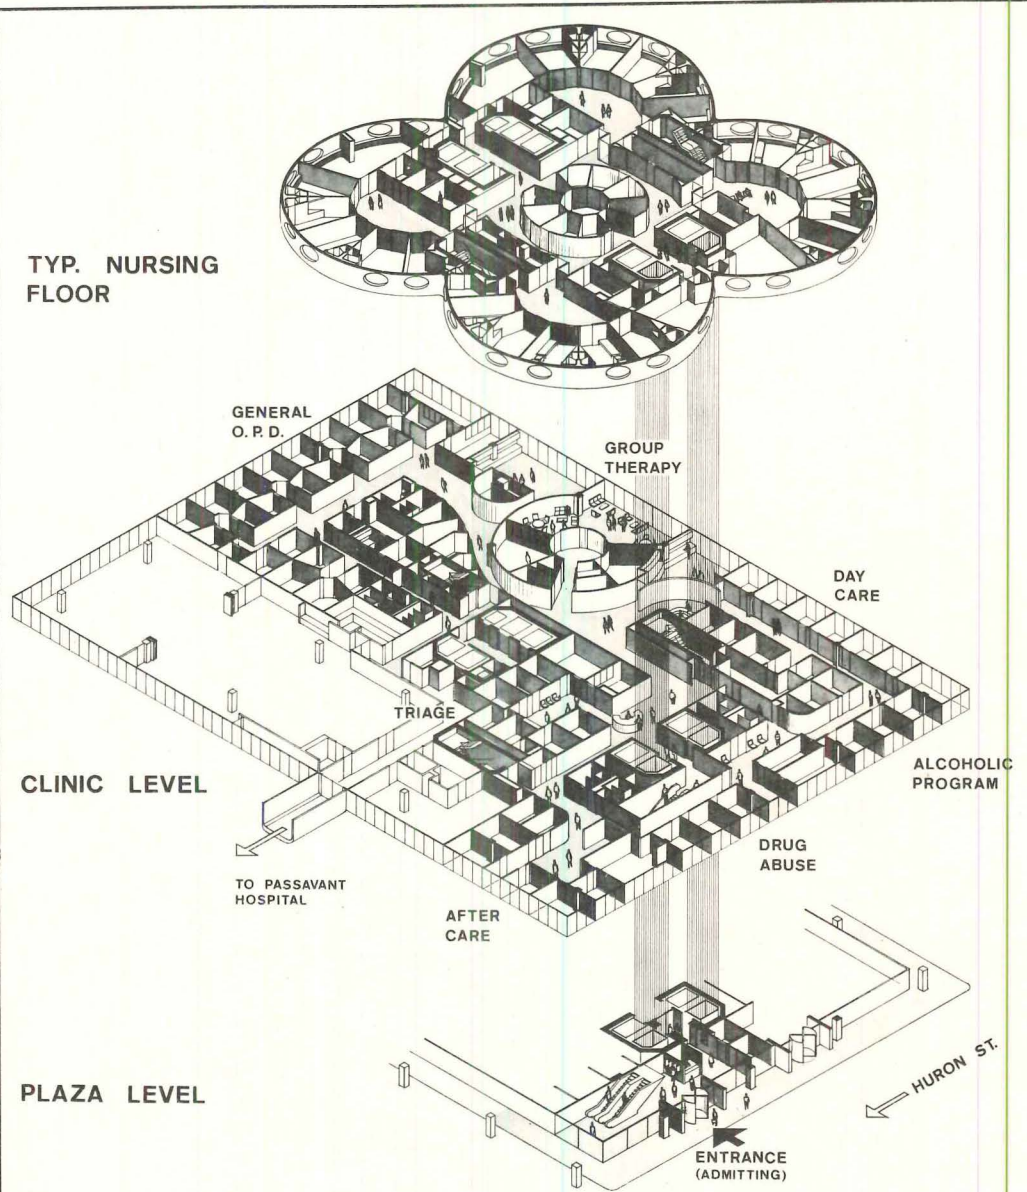 TYP. NURSING
FLOOR
GENERAL
O. P. D.
GROUP
THERAPY
DAY
CARE
TRIAGE
CLINIC LEVEL
ALCOHOLIC
PROGRAM
DRUG
ABUSE
TO PASSAVANT
HOSPITAL
AFTER
CARE
HURON ST.
PLAZA LEVEL
ENTRANCE
(ADMITTING)